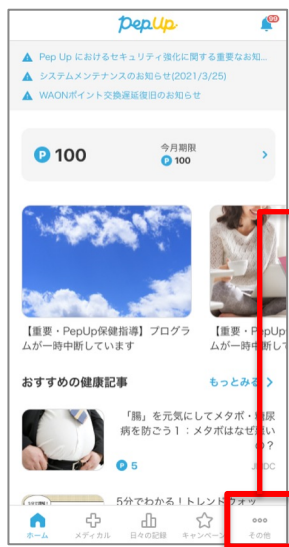 PepUp
99
Pep Up におけるセキュリティ強化に関する重要なお知...
システムメンテナンスのお知らせ(2021/3/25)
WAONポイント交換遅延復旧のお知らせ
P 100
今月期限
P 100
【重要・PepUp保健指導】プログラ
ムが一時中断しています
【重要・PepUp
ムが一時中断し
おすすめの健康記事
もっとみる
「腸」を元気にしてメタボ・糖尿
病を防ごう1:メタボはなぜ悪い
の?
P 5
5分でわかる!トレンドウォッ
ホーム
メディカル
日々の記録
キャンペーン
その他